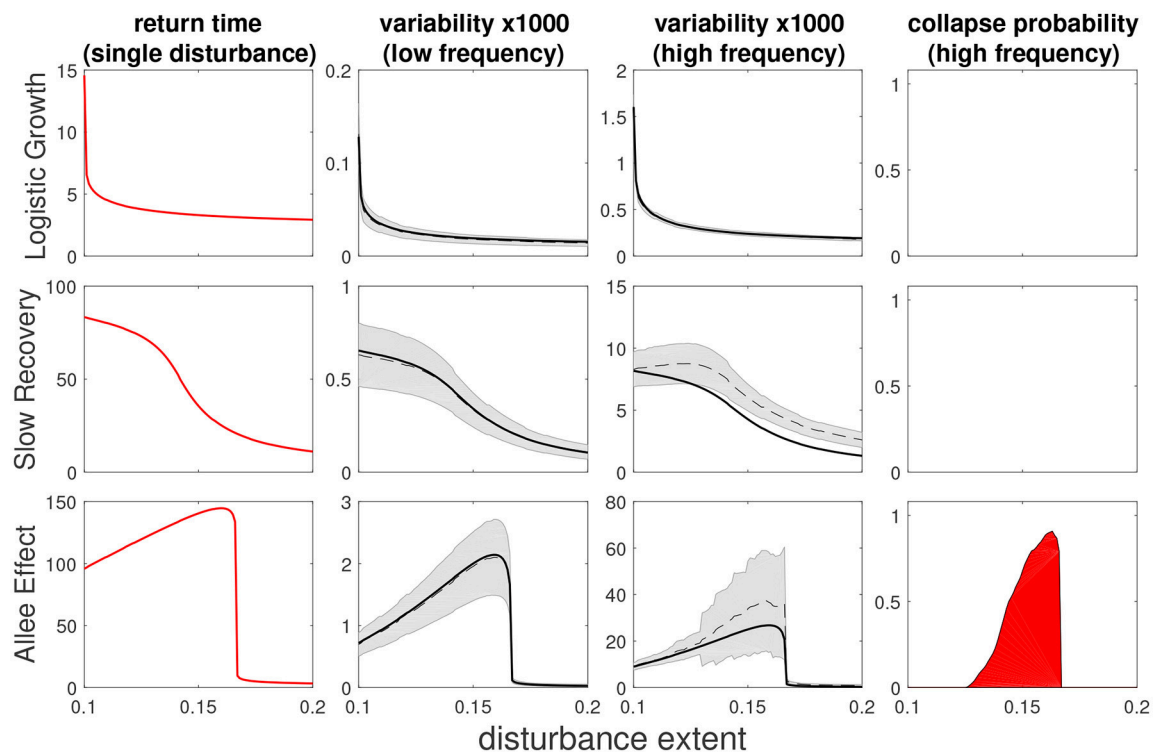 return time
(single disturbance)
variability x1000
(low frequency)
variability x1000
(high frequency)
collapse probability
(high frequency)
Logistic Growth
15
10
5
0
0.2
0.1
0
2
1.5
1
0.5
0
1
0.5
0
Slow Recovery
100
50
0
1
0.5
0
15
10
5
0
1
0.5
0
Allee Effect
150
100
50
0
3
2
1
0
80
60
40
20
0
1
0.5
0
0.1 0.15 0.2
0.1 0.15 0.2
0.1 0.15 0.2
0.1 0.15 0.2
disturbance extent